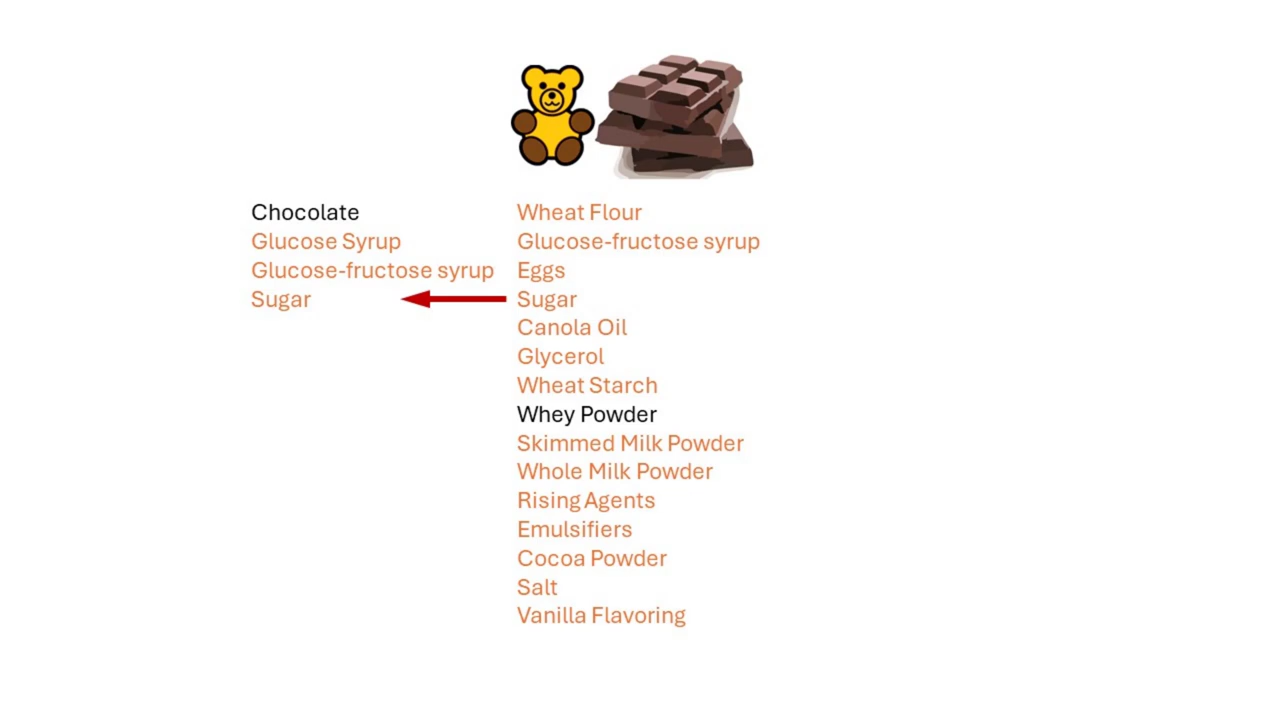 Chocolate
Glucose Syrup
Glucose-fructose syrup
Sugar
Wheat Flour
Glucose-fructose syrup
Eggs
Sugar
Canola Oil
Glycerol
Wheat Starch
Whey Powder
Skimmed Milk Powder
Whole Milk Powder
Rising Agents
Emulsifiers
Cocoa Powder
Salt
Vanilla Flavoring